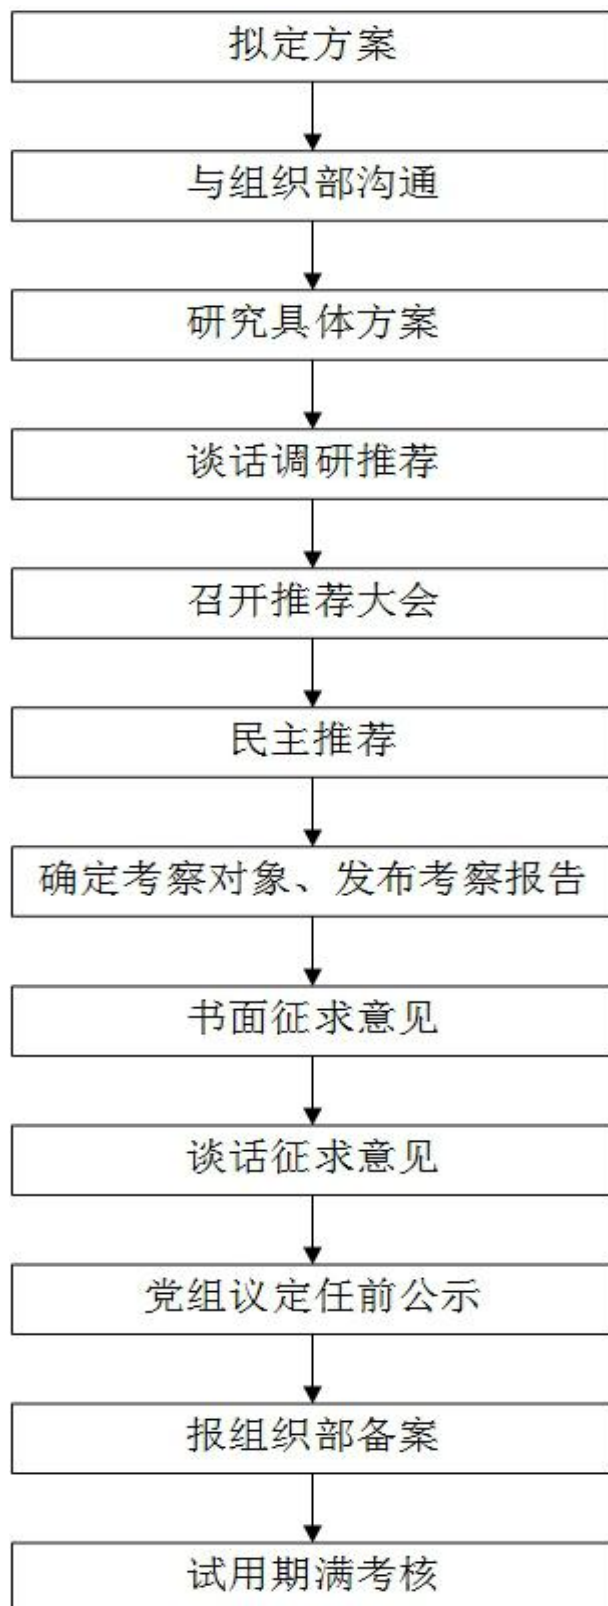 拟定方案
与组织部沟通
研究具体方案
谈话调研推荐
召开推荐大会
民主推荐
确定考察对象、发布考察报告
书面征求意见
谈话征求意见
党组议定任前公示
报组织部备案
试用期满考核